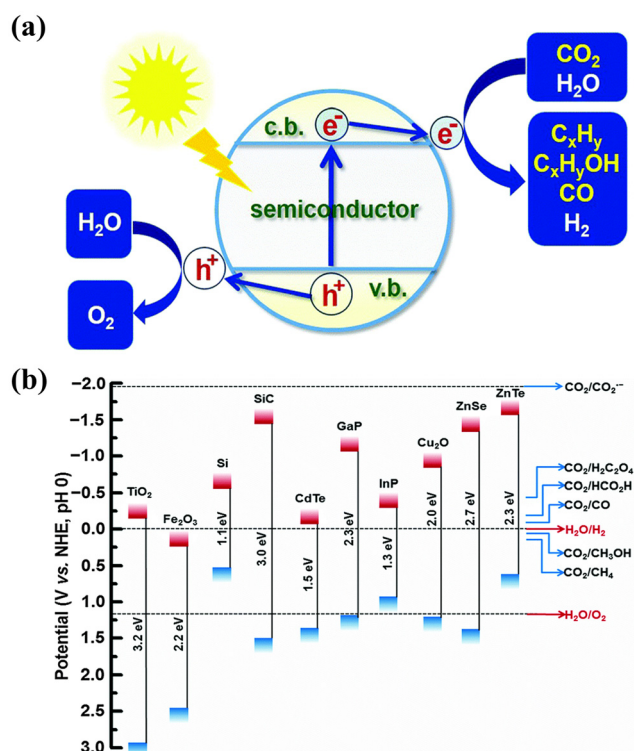 (a)
c.b.
e⁻
e⁻
CO₂
H₂O
CₓHᵧ
CₓHᵧOH
CO
H₂
semiconductor
H₂O
O₂
h⁺
h⁺
v.b.
(b)
Potential (V vs. NHE, pH 0)
−2.0
−1.5
−1.0
−0.5
0.0
0.5
1.0
1.5
2.0
2.5
3.0
TiO₂
3.2 eV
Fe₂O₃
2.2 eV
Si
1.1 eV
SiC
3.0 eV
CdTe
1.5 eV
GaP
2.3 eV
InP
1.3 eV
Cu₂O
2.0 eV
ZnSe
2.7 eV
ZnTe
2.3 eV
CO₂/CO₂•−
CO₂/H₂C₂O₄
CO₂/HCO₂H
CO₂/CO
H₂O/H₂
CO₂/CH₃OH
CO₂/CH₄
H₂O/O₂